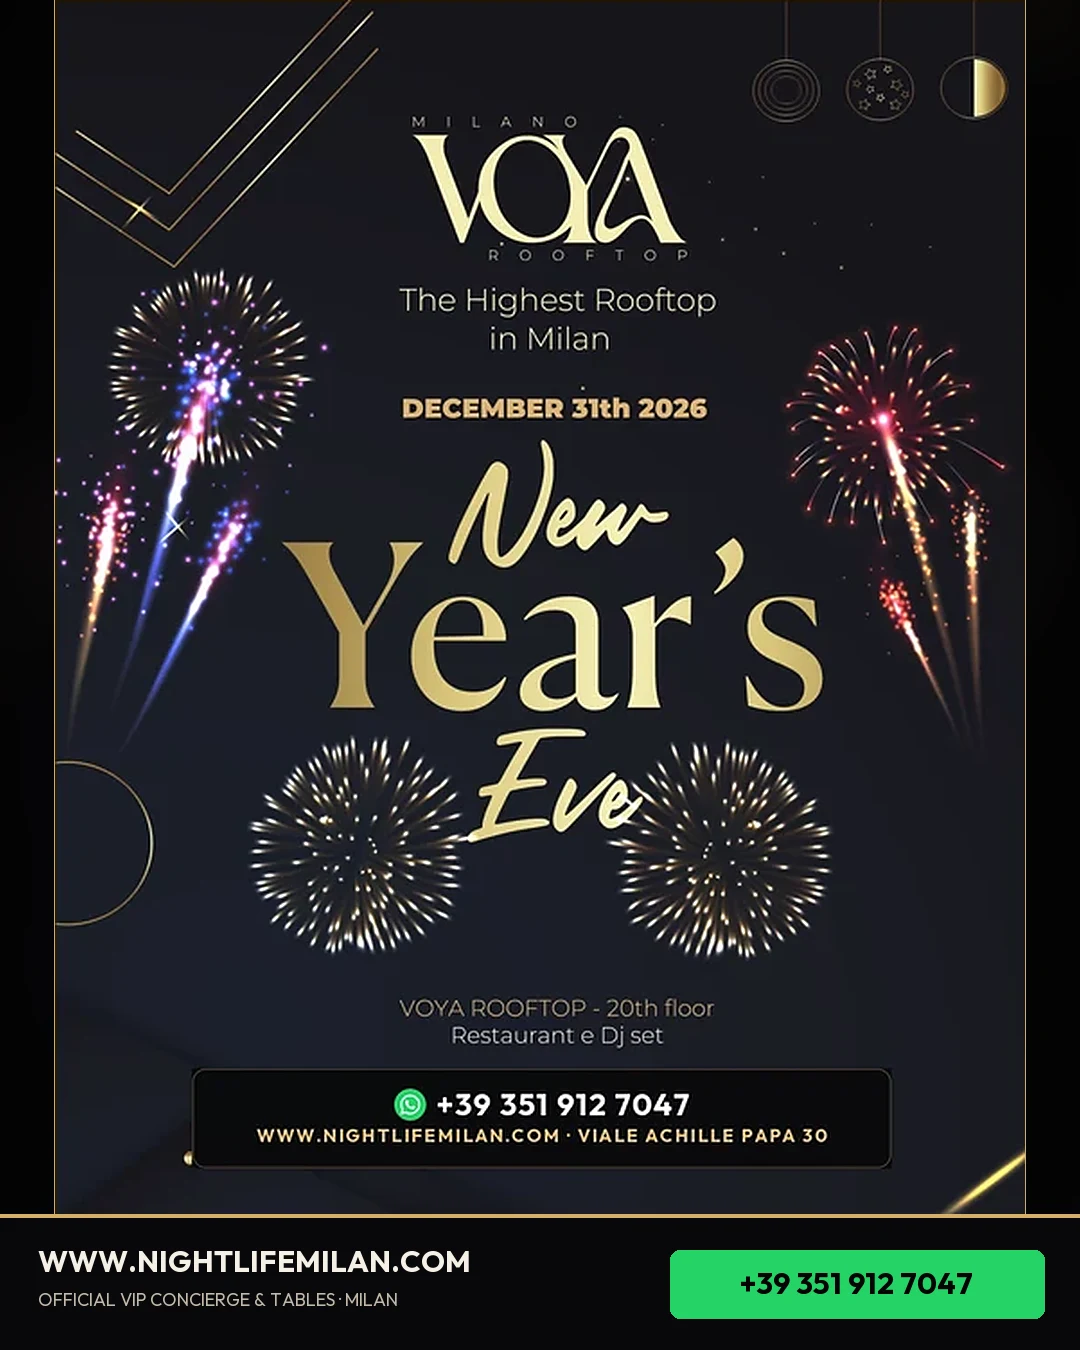 MILANO
VOYA
ROOFTOP
The Highest Rooftop
in Milan
DECEMBER 31th 2026
New
Year's
Eve
VOYA ROOFTOP - 20th floor
Restaurant e Dj set
+39 351 912 7047
WWW.NIGHTLIFEMILAN.COM · VIALE ACHILLE PAPA 30
WWW.NIGHTLIFEMILAN.COM
OFFICIAL VIP CONCIERGE & TABLES · MILAN
+39 351 912 7047